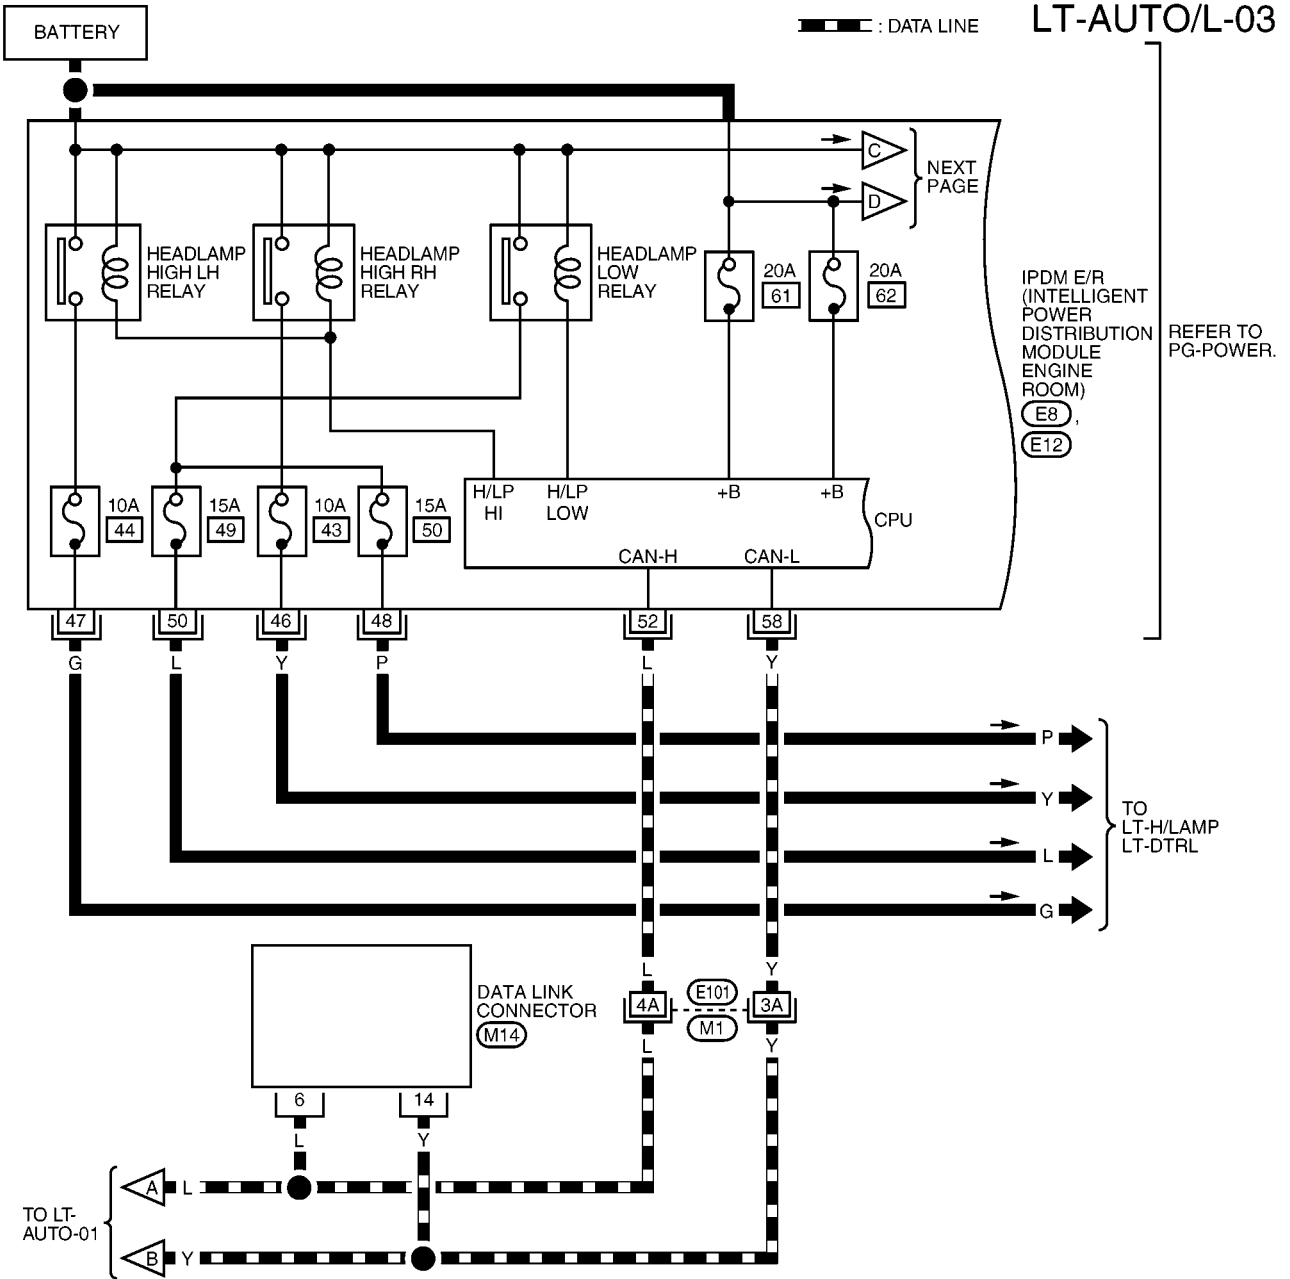 BATTERY
: DATA LINE
LT-AUTO/L-03
C
NEXT
PAGE
D
HEADLAMP
HIGH LH
RELAY
HEADLAMP
HIGH RH
RELAY
HEADLAMP
LOW
RELAY
20A
61
20A
62
IPDM E/R
(INTELLIGENT
POWER
DISTRIBUTION
MODULE
ENGINE
ROOM)
E8 ,
E12
REFER TO
PG-POWER.
10A
44
15A
49
10A
43
15A
50
H/LP
HI
H/LP
LOW
+B
+B
CPU
CAN-H
CAN-L
47
50
46
48
52
58
G
L
Y
P
L
Y
P
Y
L
G
TO
LT-H/LAMP
LT-DTRL
L
Y
4A
E101
M1
3A
L
Y
DATA LINK
CONNECTOR
M14
6
14
L
Y
A
L
TO LT-
AUTO-01
B
Y